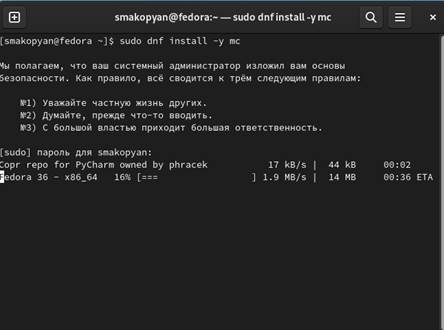 smakopyan@fedora:~ — sudo dnf install -y mc
[smakopyan@fedora ~]$ sudo dnf install -y mc
Мы полагаем, что ваш системный администратор изложил вам основы
безопасности. Как правило, всё сводится к трём следующим правилам:
№1) Уважайте частную жизнь других.
№2) Думайте, прежде что-то вводить.
№3) С большой властью приходит большая ответственность.
[sudo] пароль для smakopyan:
Copr repo for PyCharm owned by phracek 17 kB/s | 44 kB 00:02
Fedora 36 - x86_64 16% [=== ] 1.9 MB/s | 14 MB 00:36 ETA